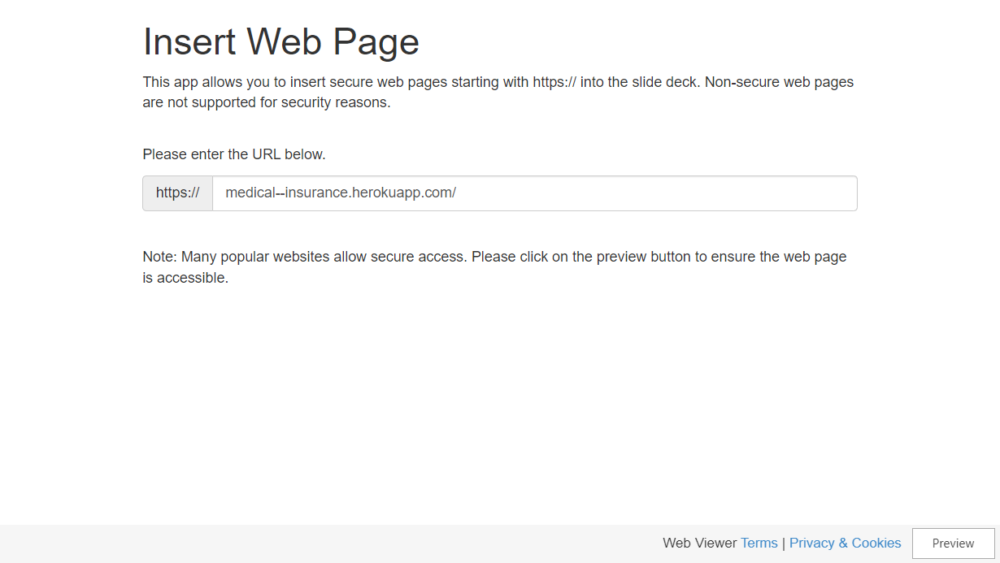 Insert Web Page
This app allows you to insert secure web pages starting with https:// into the slide deck. Non-secure web pages
are not supported for security reasons.
Please enter the URL below.
https:// medical--insurance.herokuapp.com/
Note: Many popular websites allow secure access. Please click on the preview button to ensure the web page
is accessible.
Web Viewer Terms | Privacy & Cookies Preview